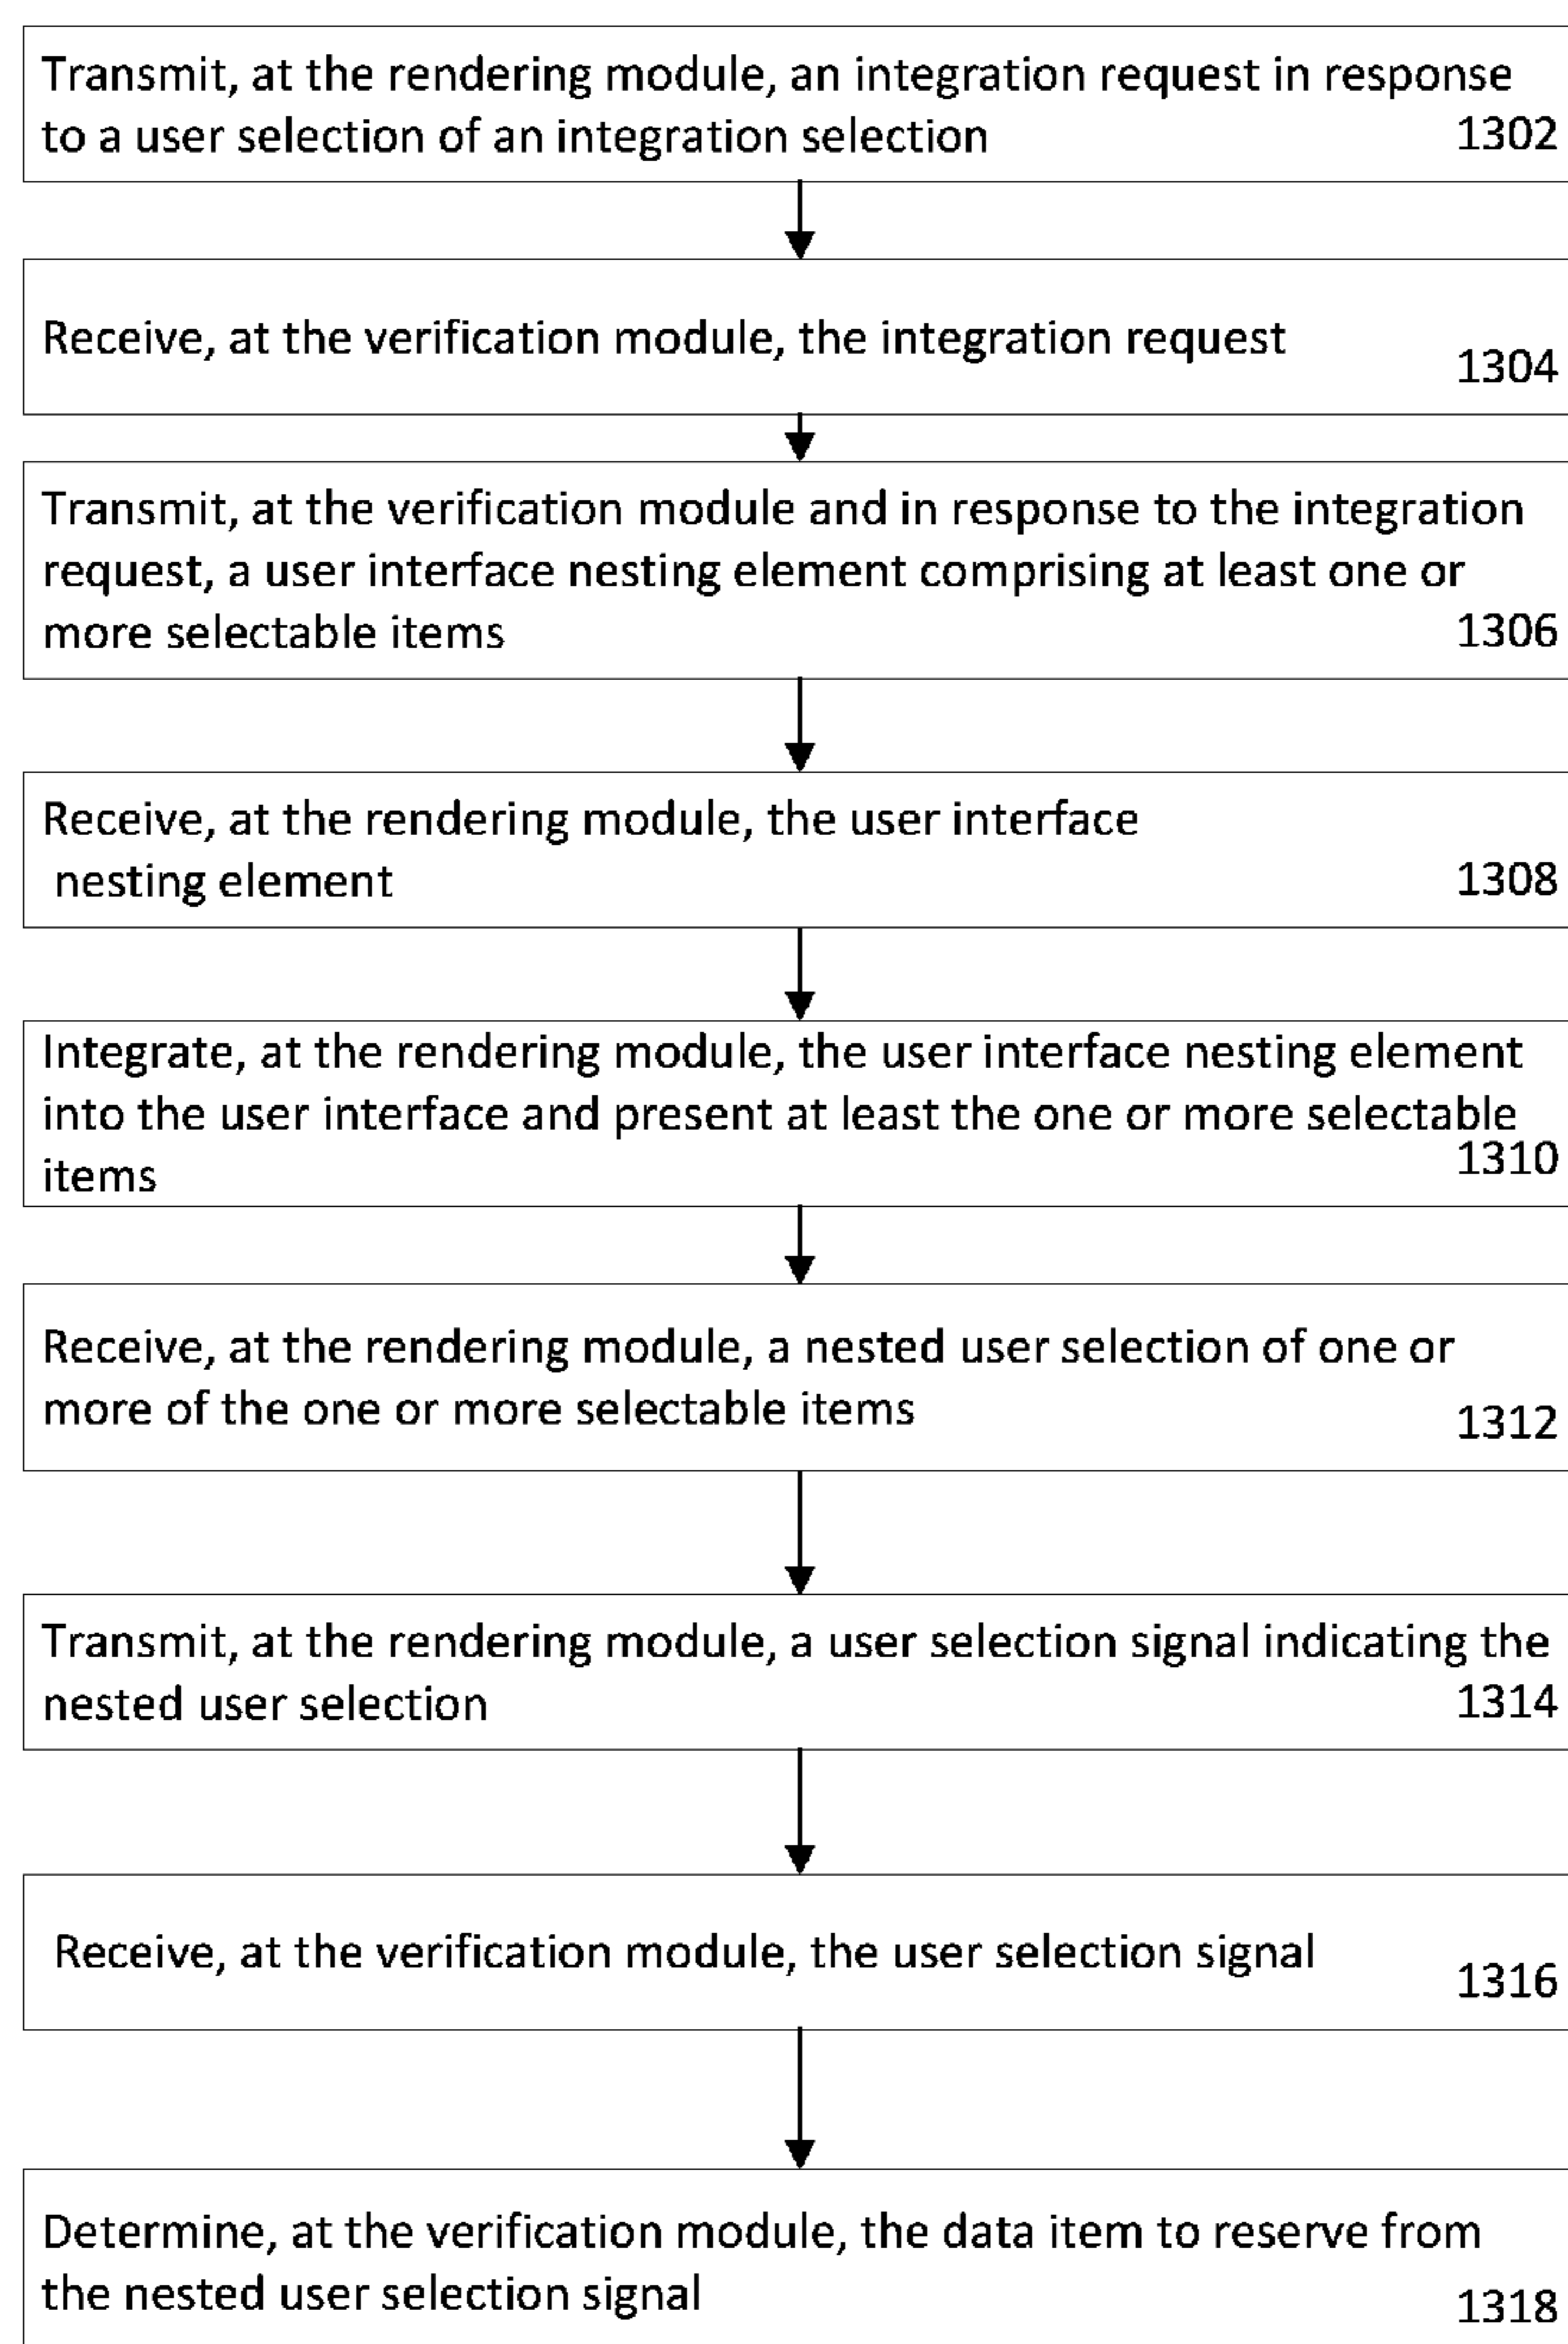 Transmit, at the rendering module, an integration request in response
to a user selection of an integration selection
1302
Receive, at the verification module, the integration request
1304
Transmit, at the verification module and in response to the integration
request, a user interface nesting element comprising at least one or
more selectable items
1306
Receive, at the rendering module, the user interface
nesting element
1308
Integrate, at the rendering module, the user interface nesting element
into the user interface and present at least the one or more selectable
items
1310
Receive, at the rendering module, a nested user selection of one or
more of the one or more selectable items
1312
Transmit, at the rendering module, a user selection signal indicating the
nested user selection
1314
Receive, at the verification module, the user selection signal
1316
Determine, at the verification module, the data item to reserve from
the nested user selection signal
1318